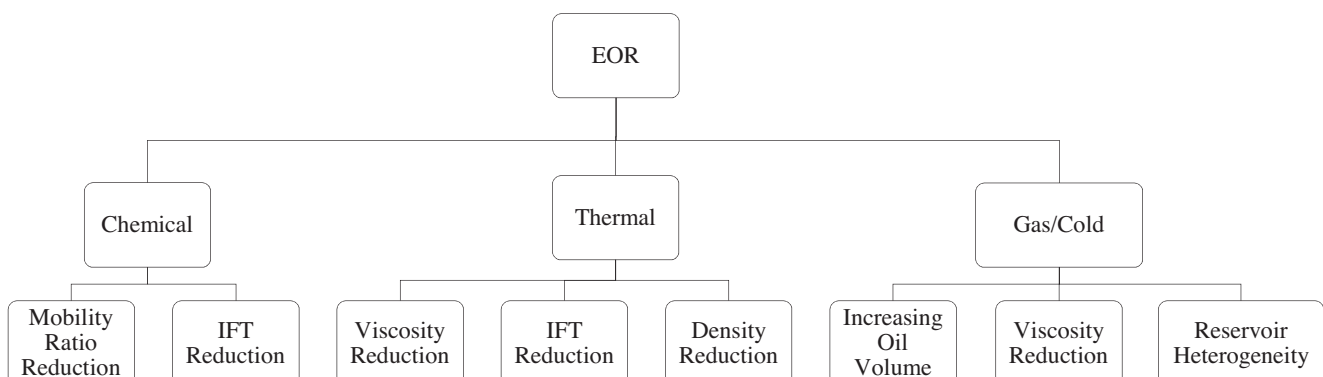 EOR
Chemical
Thermal
Gas/Cold
Mobility
Ratio
Reduction
IFT
Reduction
Viscosity
Reduction
IFT
Reduction
Density
Reduction
Increasing
Oil
Volume
Viscosity
Reduction
Reservoir
Heterogeneity